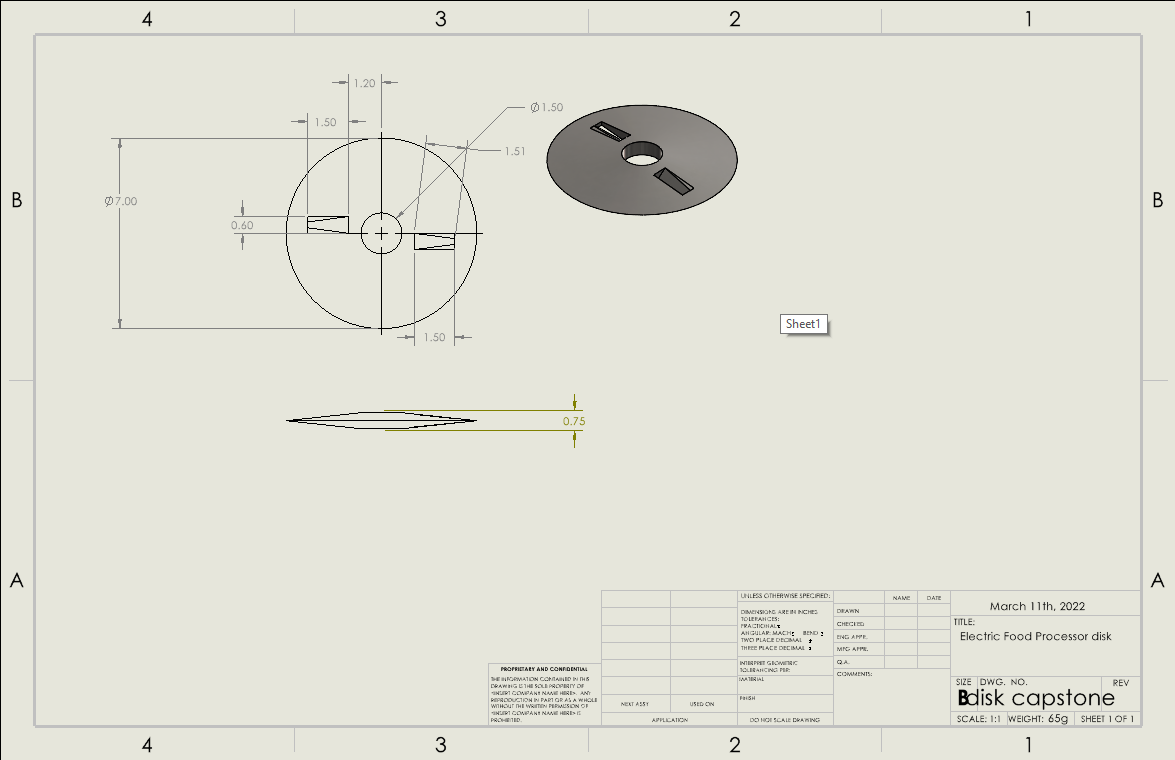 4 3 2 1
1.20
Ø1.50
1.50
1.51
B B
Ø7.00
0.60
Sheet1
1.50
0.75
A A
UNLESS OTHERWISE SPECIFIED:
NAME DATE
DIMENSIONS ARE IN INCHES
TOLERANCES:
FRACTIONAL±
ANGULAR: MACH± BEND ±
TWO PLACE DECIMAL ±
THREE PLACE DECIMAL ±
DRAWN
CHECKED
ENG APPR.
MFG APPR.
Q.A.
COMMENTS:
March 11th, 2022
TITLE:
Electric Food Processor disk
INTERPRET GEOMETRIC
TOLERANCING PER:
MATERIAL
FINISH
PROPRIETARY AND CONFIDENTIAL
THE INFORMATION CONTAINED IN THIS
DRAWING IS THE SOLE PROPERTY OF
<INSERT COMPANY NAME HERE>. ANY
REPRODUCTION IN PART OR AS A WHOLE
WITHOUT THE WRITTEN PERMISSION OF
<INSERT COMPANY NAME HERE> IS
PROHIBITED.
NEXT ASSY USED ON
APPLICATION
DO NOT SCALE DRAWING
SIZE DWG. NO. REV
B disk capstone
SCALE: 1:1 WEIGHT: 65g SHEET 1 OF 1
4 3 2 1